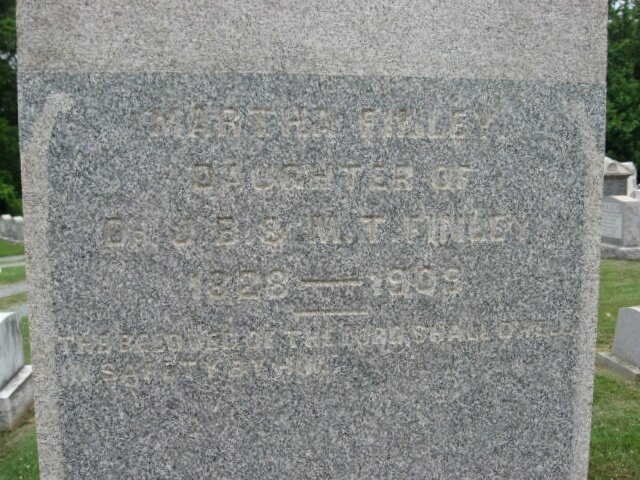 MARTHA FINLEY,
DAUGHTER OF
Dr. J. B. & M. T. FINLEY.
1828 — 1909
THE BELOVED OF THE LORD SHALL DWELL
IN SAFETY BY HIM